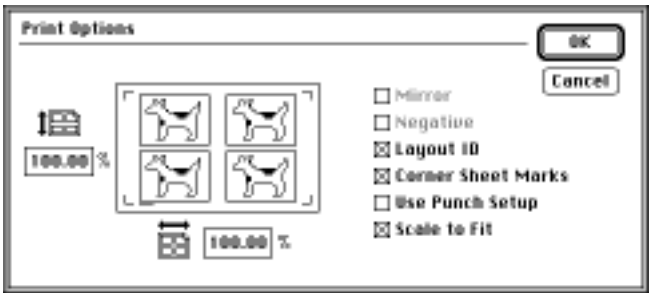 Print Options
OK
Cancel
Mirror
Negative
Layout ID
Corner Sheet Marks
Use Punch Setup
Scale to Fit
100.00 %
100.00 %